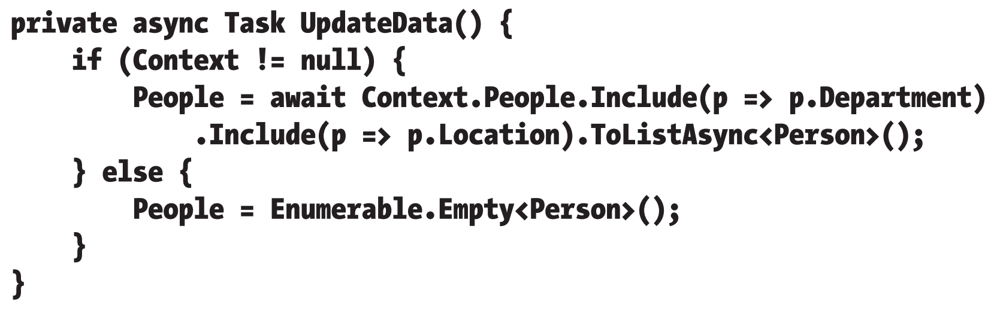 private async Task UpdateData() {
    if (Context != null) {
        People = await Context.People.Include(p => p.Department)
            .Include(p => p.Location).ToListAsync<Person>();
    } else {
        People = Enumerable.Empty<Person>();
    }
}